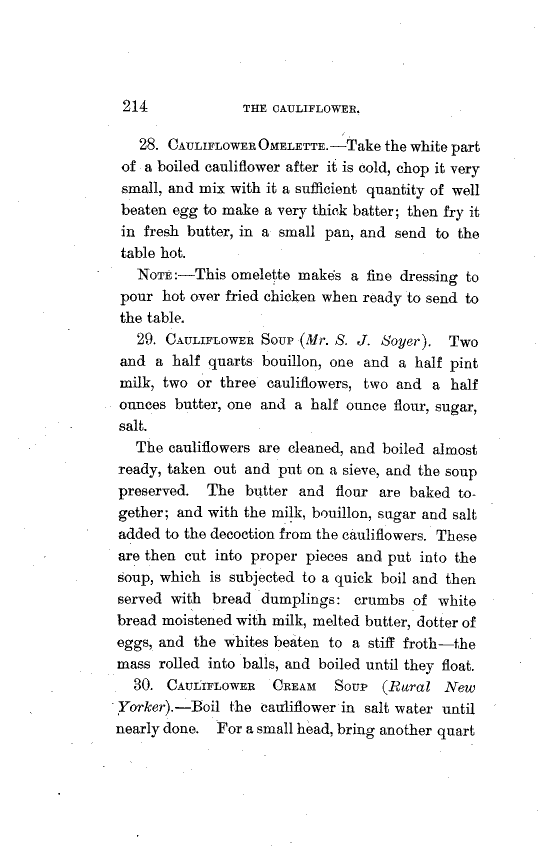 214 THE CAULIFLOWER.
28. CAULIFLOWER OMELETTE.—Take the white part
of a boiled cauliflower after it is cold, chop it very
small, and mix with it a sufficient quantity of well
beaten egg to make a very thick batter; then fry it
in fresh butter, in a small pan, and send to the
table hot.
NOTE:—This omelette makes a fine dressing to
pour hot over fried chicken when ready to send to
the table.
29. CAULIFLOWER SOUP (Mr. S. J. Soyer). Two
and a half quarts bouillon, one and a half pint
milk, two or three cauliflowers, two and a half
ounces butter, one and a half ounce flour, sugar,
salt.
The cauliflowers are cleaned, and boiled almost
ready, taken out and put on a sieve, and the soup
preserved. The butter and flour are baked to-
gether; and with the milk, bouillon, sugar and salt
added to the decoction from the cauliflowers. These
are then cut into proper pieces and put into the
soup, which is subjected to a quick boil and then
served with bread dumplings: crumbs of white
bread moistened with milk, melted butter, dotter of
eggs, and the whites beaten to a stiff froth—the
mass rolled into balls, and boiled until they float.
30. CAULIFLOWER CREAM SOUP (Rural New
Yorker).—Boil the cauliflower in salt water until
nearly done. For a small head, bring another quart